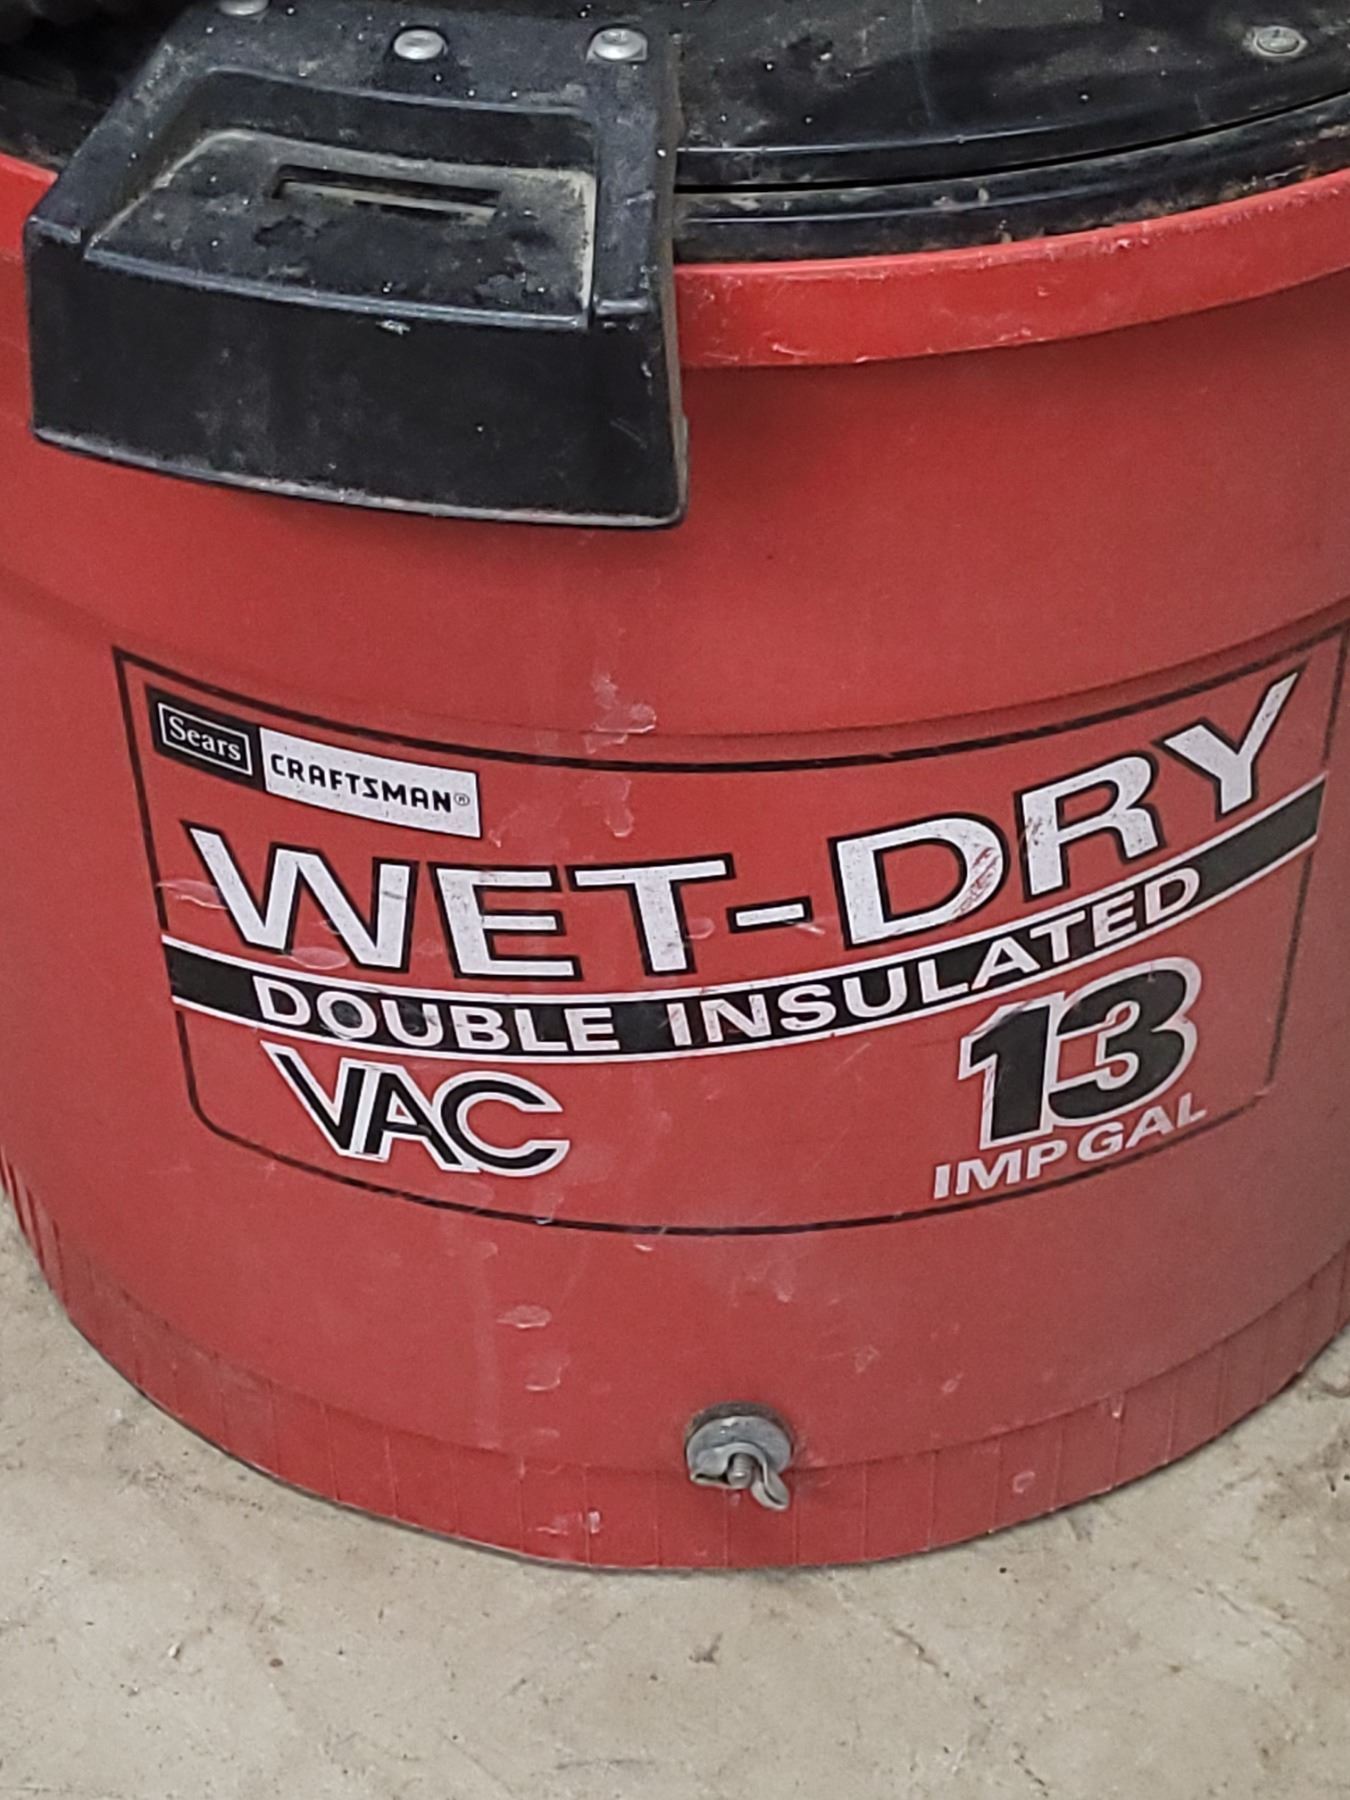 Sears CRAFTSMAN®
WET-DRY
DOUBLE INSULATED
VAC
13
IMP GAL